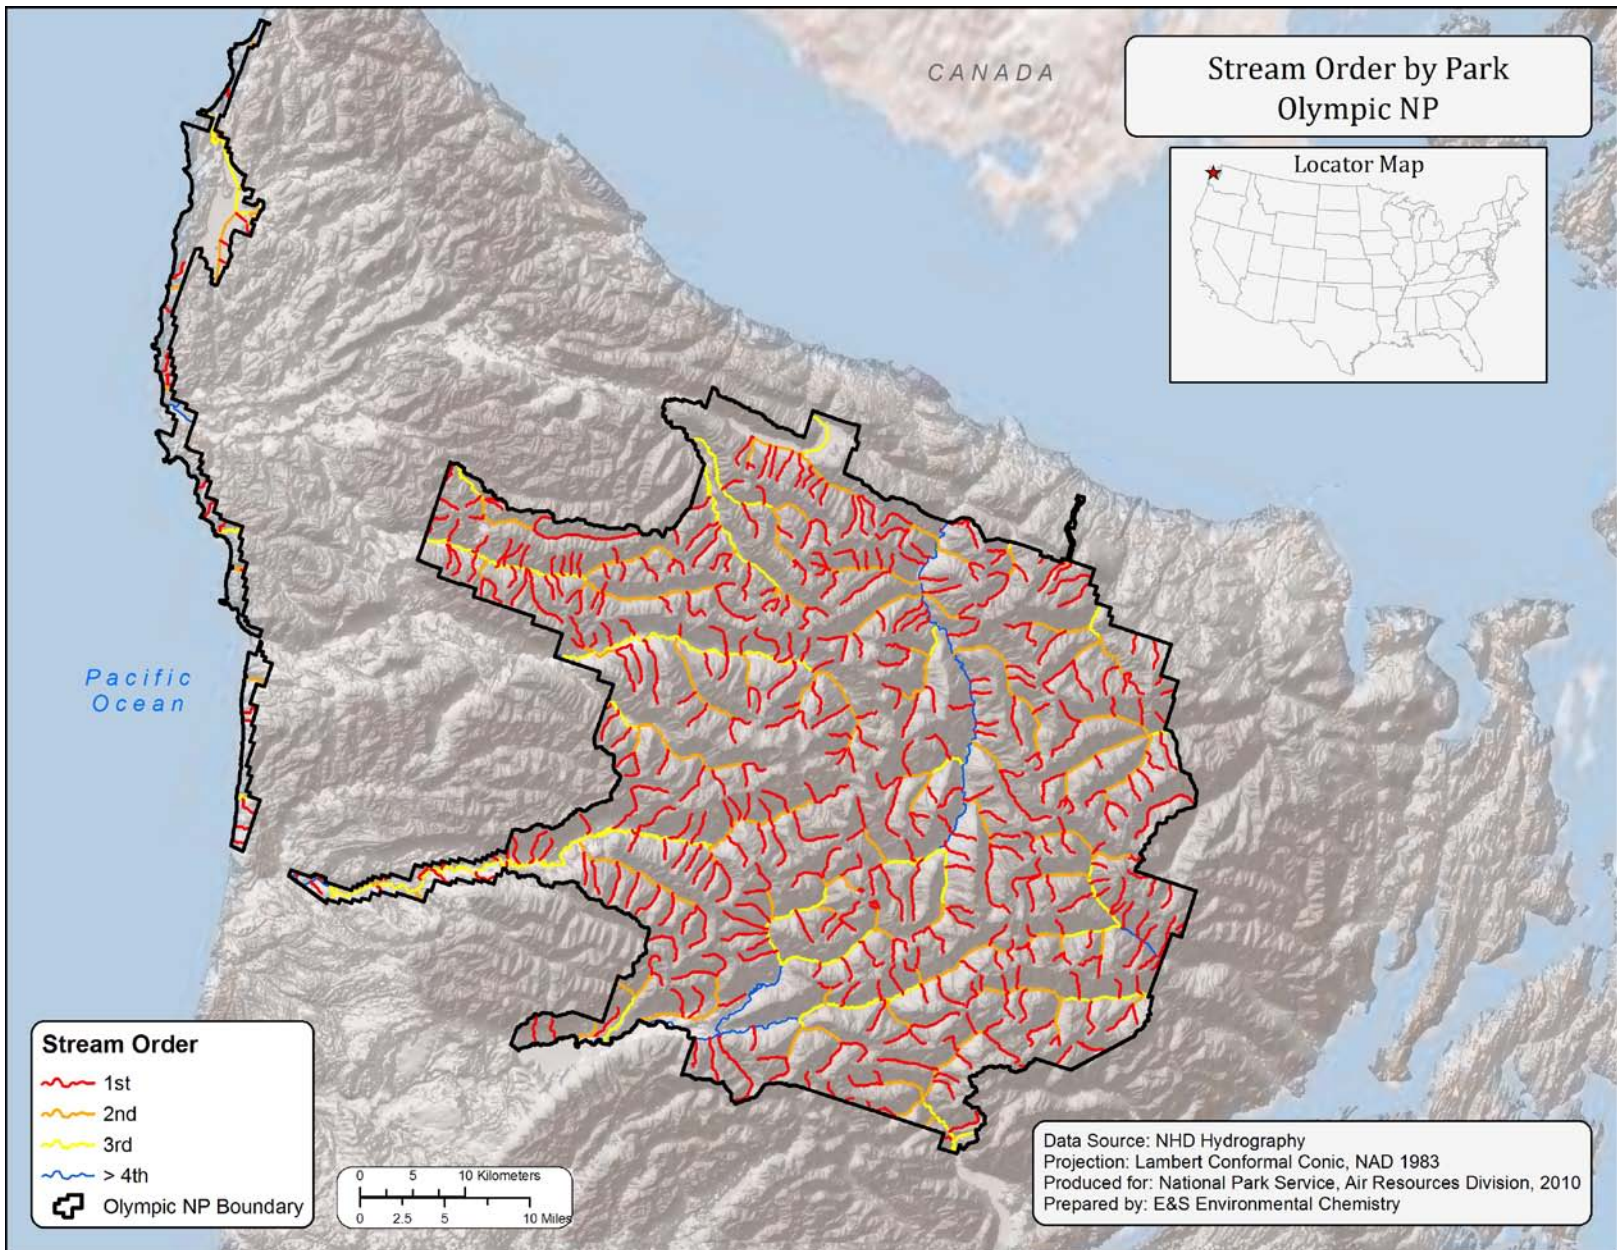 CANADA
Stream Order by Park
Olympic NP
Locator Map
Pacific
Ocean
Stream Order
1st
2nd
3rd
> 4th
Olympic NP Boundary
0 5 10 Kilometers
0 2.5 5 10 Miles
Data Source: NHD Hydrography
Projection: Lambert Conformal Conic, NAD 1983
Produced for: National Park Service, Air Resources Division, 2010
Prepared by: E&S Environmental Chemistry